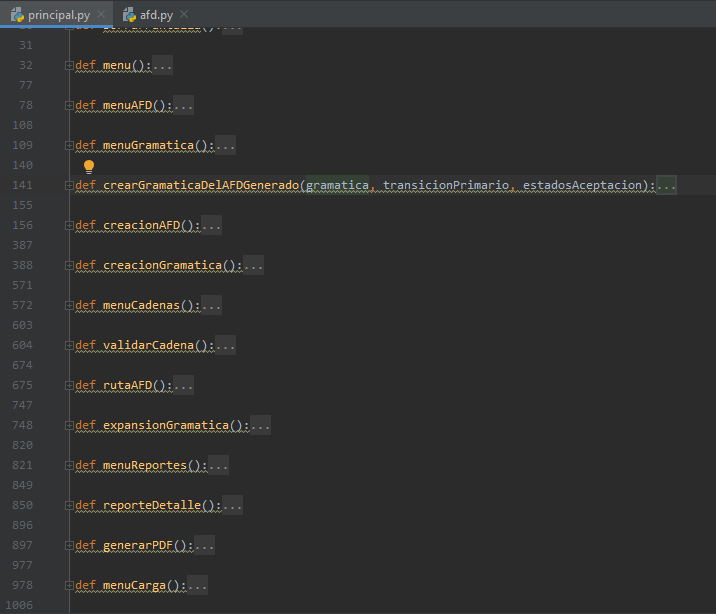 principal.py afd.py
31
32 def menu():...
77
78 def menuAFD():...
108
109 def menuGramatica():...
140
141 def crearGramaticaDelAFDGenerado(gramatica, transicionPrimario, estadosAceptacion):...
155
156 def creacionAFD():...
387
388 def creacionGramatica():...
571
572 def menuCadenas():...
603
604 def validarCadena():...
674
675 def rutaAFD():...
747
748 def expansionGramatica():...
820
821 def menuReportes():...
849
850 def reporteDetalle():...
896
897 def generarPDF():...
977
978 def menuCarga():...
1006